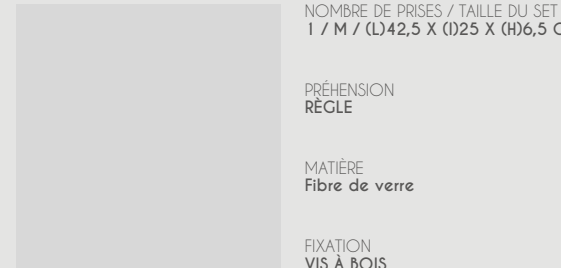 NOMBRE DE PRISES / TAILLE DU SET
1 / M / (L)42,5 X (l)25 X (H)6,5
PRÉHENSION
RÈGLE
MATIÈRE
Fibre de verre
FIXATION
VIS À BOIS